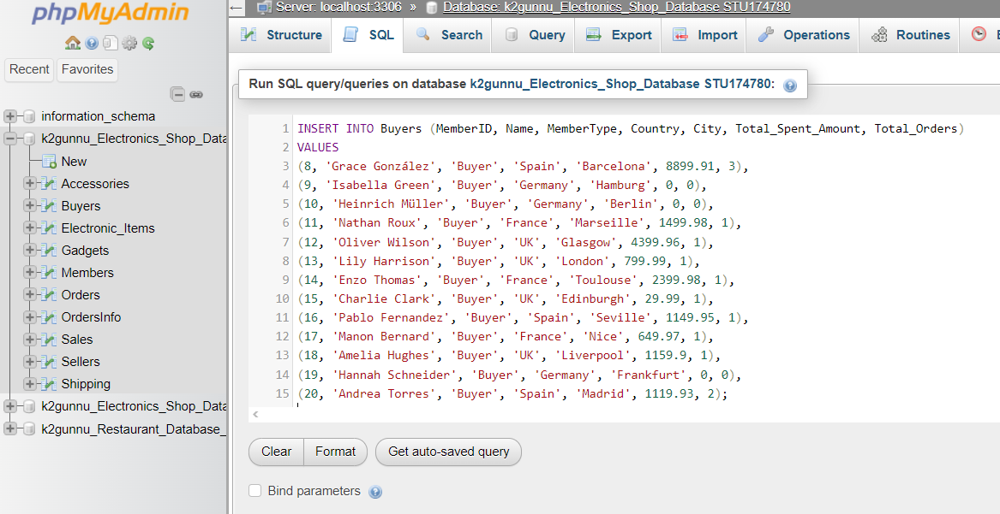 phpMyAdmin
Recent Favorites
information_schema
k2gunnu_Electronics_Shop_Data
New
Accessories
Buyers
Electronic_Items
Gadgets
Members
Orders
OrdersInfo
Sales
Sellers
Shipping
k2gunnu_Electronics_Shop_Data
k2gunnu_Restaurant_Database_
Server: localhost:3306 » Database: k2gunnu_Electronics_Shop_Database STU174780
Structure SQL Search Query Export Import Operations Routines
Run SQL query/queries on database k2gunnu_Electronics_Shop_Database STU174780:
1 INSERT INTO Buyers (MemberID, Name, MemberType, Country, City, Total_Spent_Amount, Total_Orders)
2 VALUES
3 (8, 'Grace González', 'Buyer', 'Spain', 'Barcelona', 8899.91, 3),
4 (9, 'Isabella Green', 'Buyer', 'Germany', 'Hamburg', 0, 0),
5 (10, 'Heinrich Müller', 'Buyer', 'Germany', 'Berlin', 0, 0),
6 (11, 'Nathan Roux', 'Buyer', 'France', 'Marseille', 1499.98, 1),
7 (12, 'Oliver Wilson', 'Buyer', 'UK', 'Glasgow', 4399.96, 1),
8 (13, 'Lily Harrison', 'Buyer', 'UK', 'London', 799.99, 1),
9 (14, 'Enzo Thomas', 'Buyer', 'France', 'Toulouse', 2399.98, 1),
10 (15, 'Charlie Clark', 'Buyer', 'UK', 'Edinburgh', 29.99, 1),
11 (16, 'Pablo Fernandez', 'Buyer', 'Spain', 'Seville', 1149.95, 1),
12 (17, 'Manon Bernard', 'Buyer', 'France', 'Nice', 649.97, 1),
13 (18, 'Amelia Hughes', 'Buyer', 'UK', 'Liverpool', 1159.9, 1),
14 (19, 'Hannah Schneider', 'Buyer', 'Germany', 'Frankfurt', 0, 0),
15 (20, 'Andrea Torres', 'Buyer', 'Spain', 'Madrid', 1119.93, 2);
Clear Format Get auto-saved query
Bind parameters